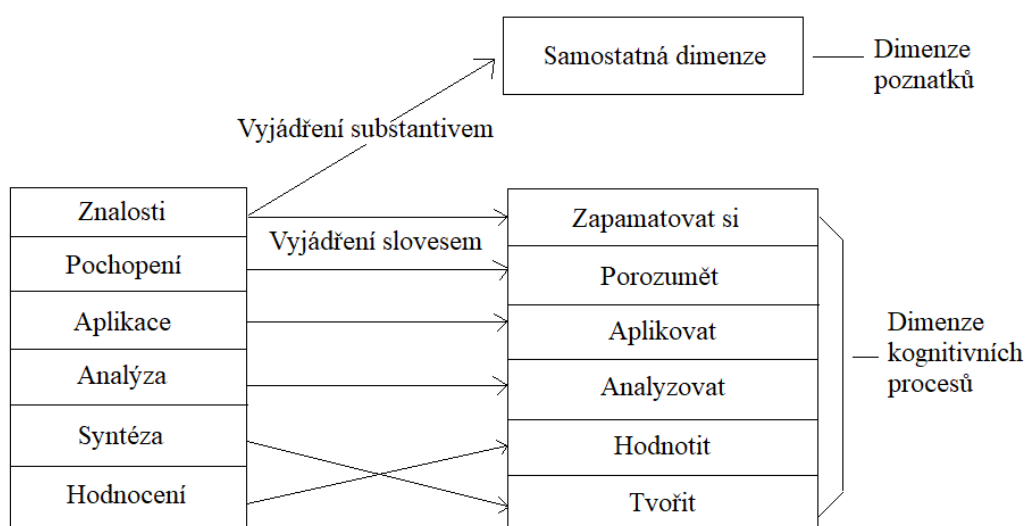 Samostatná dimenze
Dimenze
poznatků
Vyjádření substantivem
Znalosti
Pochopení
Aplikace
Analýza
Syntéza
Hodnocení
Vyjádření slovesem
Zapamatovat si
Porozumět
Aplikovat
Analyzovat
Hodnotit
Tvořit
Dimenze
kognitivních
procesů